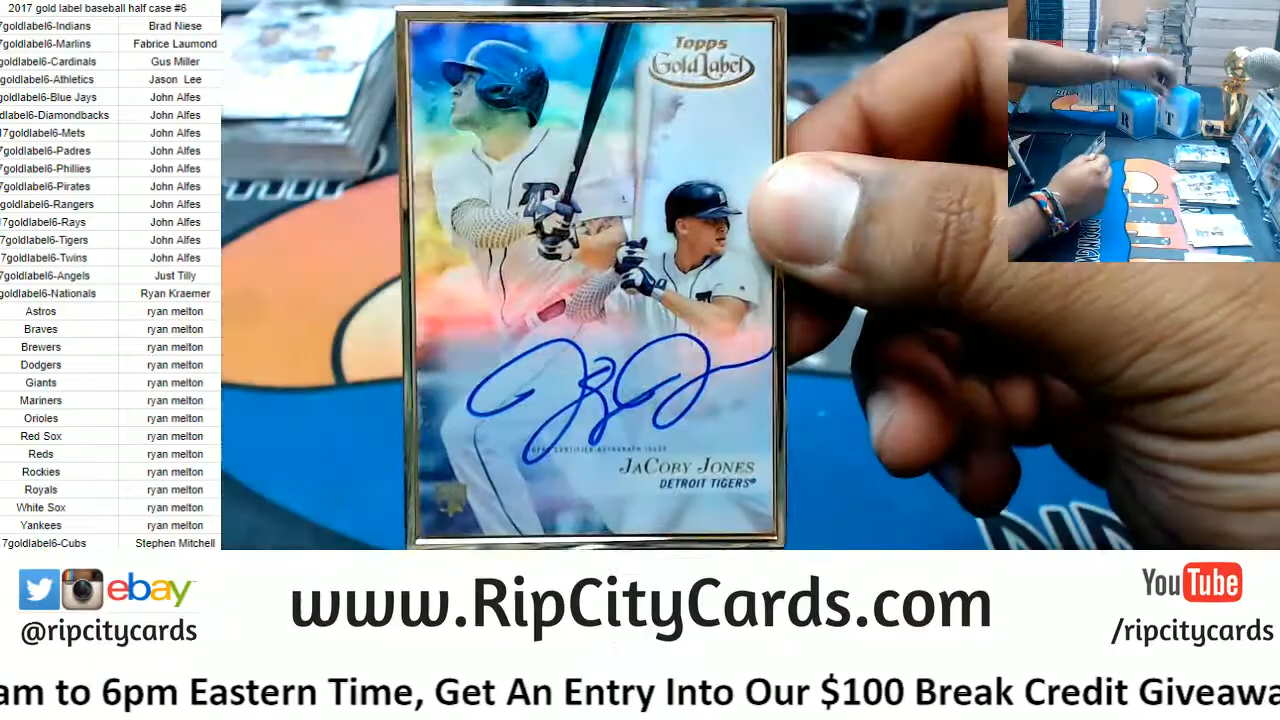 2017 gold label baseball half case #6
7goldlabel6-Indians Brad Niese
7goldlabel6-Marlins Fabrice Laumond
goldlabel6-Cardinals Gus Miller
goldlabel6-Athletics Jason Lee
goldlabel6-Blue Jays John Alfes
dlabel6-Diamondbacks John Alfes
17goldlabel6-Mets John Alfes
7goldlabel6-Padres John Alfes
7goldlabel6-Phillies John Alfes
7goldlabel6-Pirates John Alfes
goldlabel6-Rangers John Alfes
17goldlabel6-Rays John Alfes
7goldlabel6-Tigers John Alfes
7goldlabel6-Twins John Alfes
7goldlabel6-Angels Just Tilly
goldlabel6-Nationals Ryan Kraemer
Astros ryan melton
Braves ryan melton
Brewers ryan melton
Dodgers ryan melton
Giants ryan melton
Mariners ryan melton
Orioles ryan melton
Red Sox ryan melton
Reds ryan melton
Rockies ryan melton
Royals ryan melton
White Sox ryan melton
Yankees ryan melton
7goldlabel6-Cubs Stephen Mitchell
Topps
Gold Label
TOPPS CERTIFIED AUTOGRAPH ISSUE
JACOBY JONES
DETROIT TIGERS®
R T
ebay
@ripcitycards
www.RipCityCards.com
YouTube
/ripcitycards
am to 6pm Eastern Time, Get An Entry Into Our $100 Break Credit Giveawa